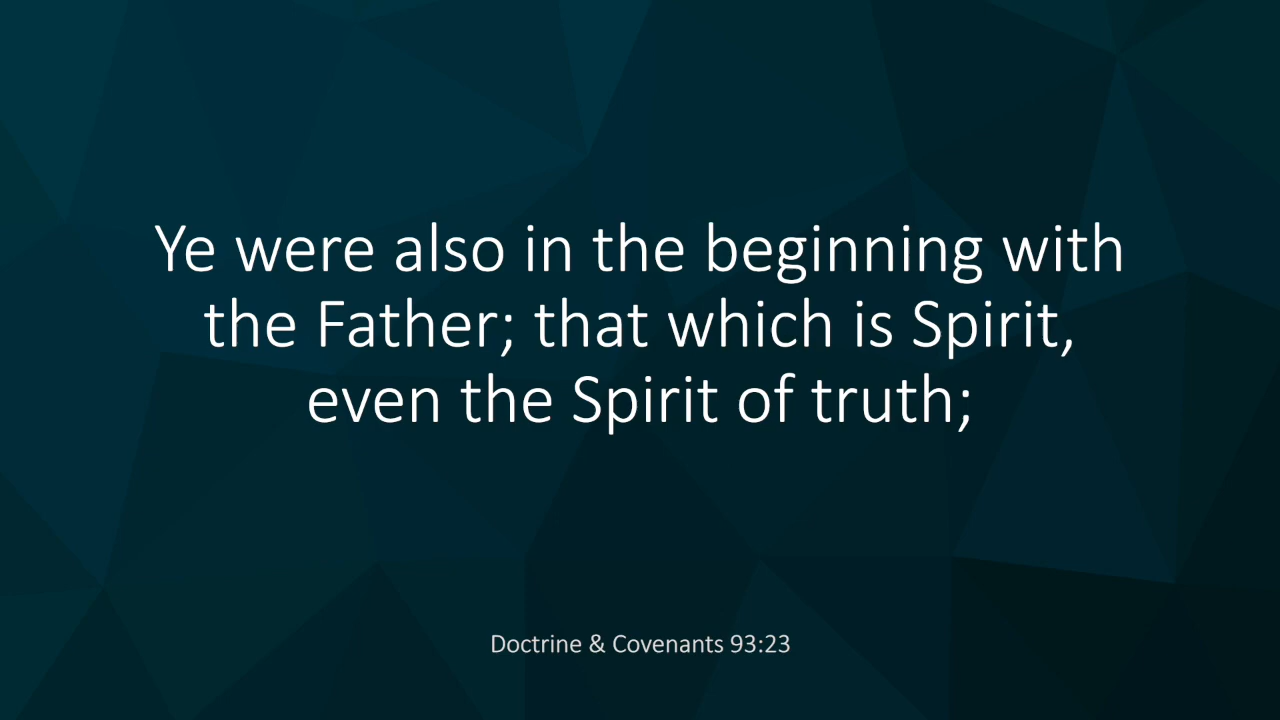 Ye were also in the beginning with
the Father; that which is Spirit,
even the Spirit of truth;
Doctrine & Covenants 93:23